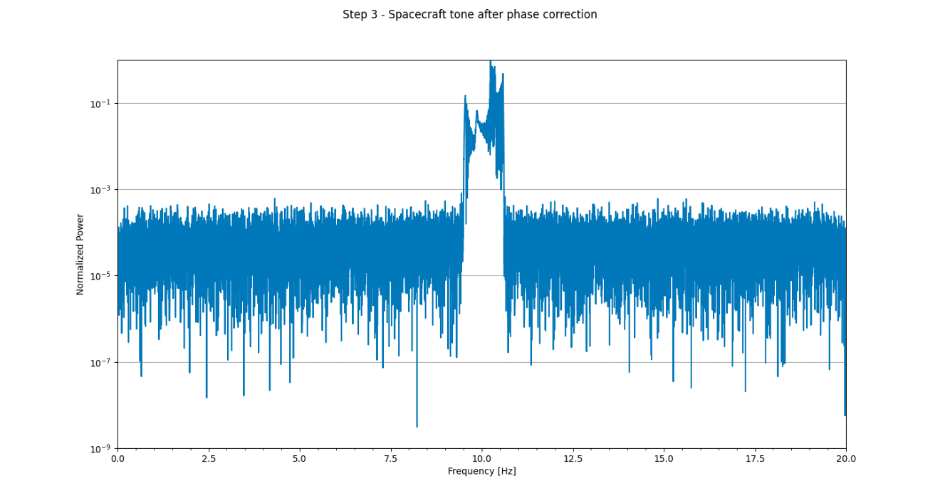 Step 3 - Spacecraft tone after phase correction
Normalized Power
10⁻¹
10⁻³
10⁻⁵
10⁻⁷
10⁻⁹
0.0 2.5 5.0 7.5 10.0 12.5 15.0 17.5 20.0
Frequency [Hz]